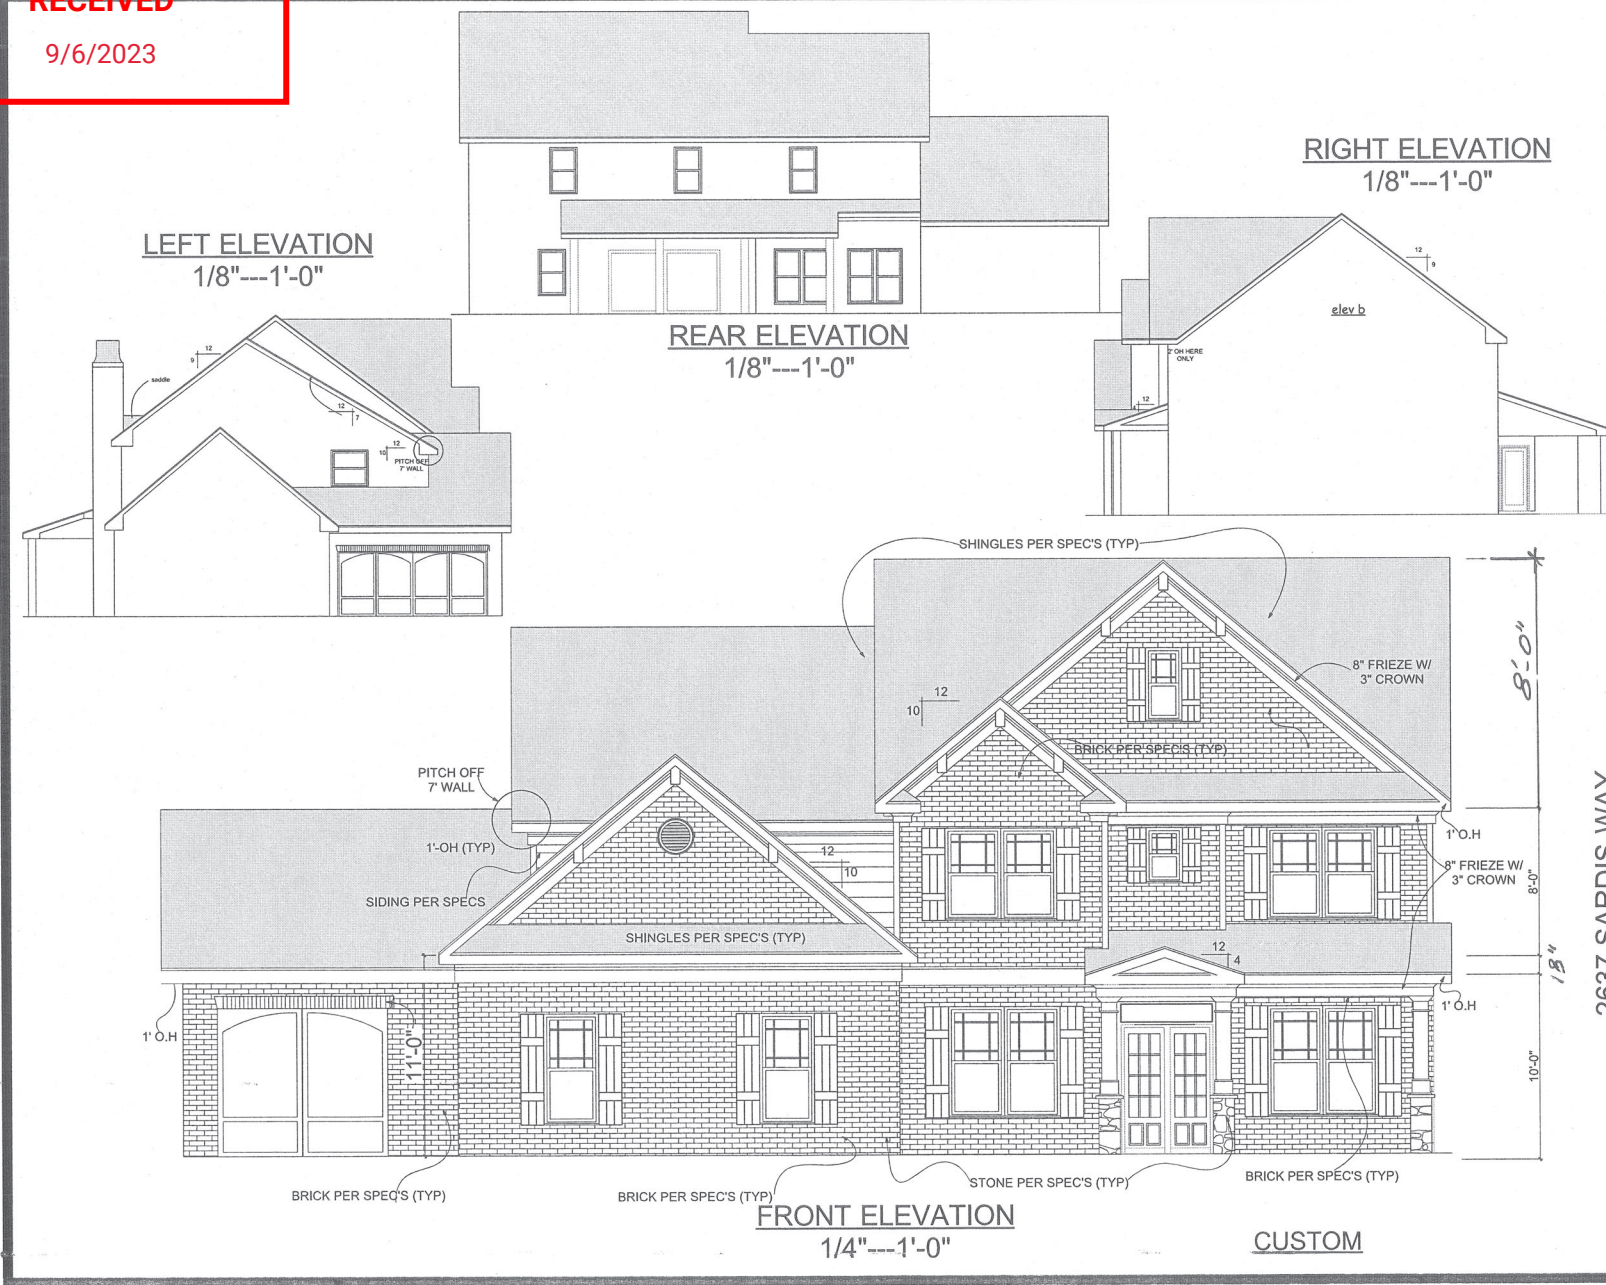 RECEIVED
9/6/2023
RIGHT ELEVATION
1/8"---1'-0"
LEFT ELEVATION
1/8"---1'-0"
REAR ELEVATION
1/8"---1'-0"
12
9
elev b
2' OH HERE
ONLY
12
4
12
9
saddle
12
7
12
10
PITCH OFF
7' WALL
SHINGLES PER SPEC'S (TYP)
8'-0"
8" FRIEZE W/
3" CROWN
12
10
BRICK PER SPEC'S (TYP)
PITCH OFF
7' WALL
1'-OH (TYP)
12
10
1' O.H
8" FRIEZE W/
3" CROWN
8'-0"
SIDING PER SPECS
SHINGLES PER SPEC'S (TYP)
12
4
18"
2637 SARDIS WAY
1' O.H
1' O.H
11'-0"
10'-0"
BRICK PER SPEC'S (TYP)
BRICK PER SPEC'S (TYP)
STONE PER SPEC'S (TYP)
BRICK PER SPEC'S (TYP)
FRONT ELEVATION
1/4"---1'-0"
CUSTOM